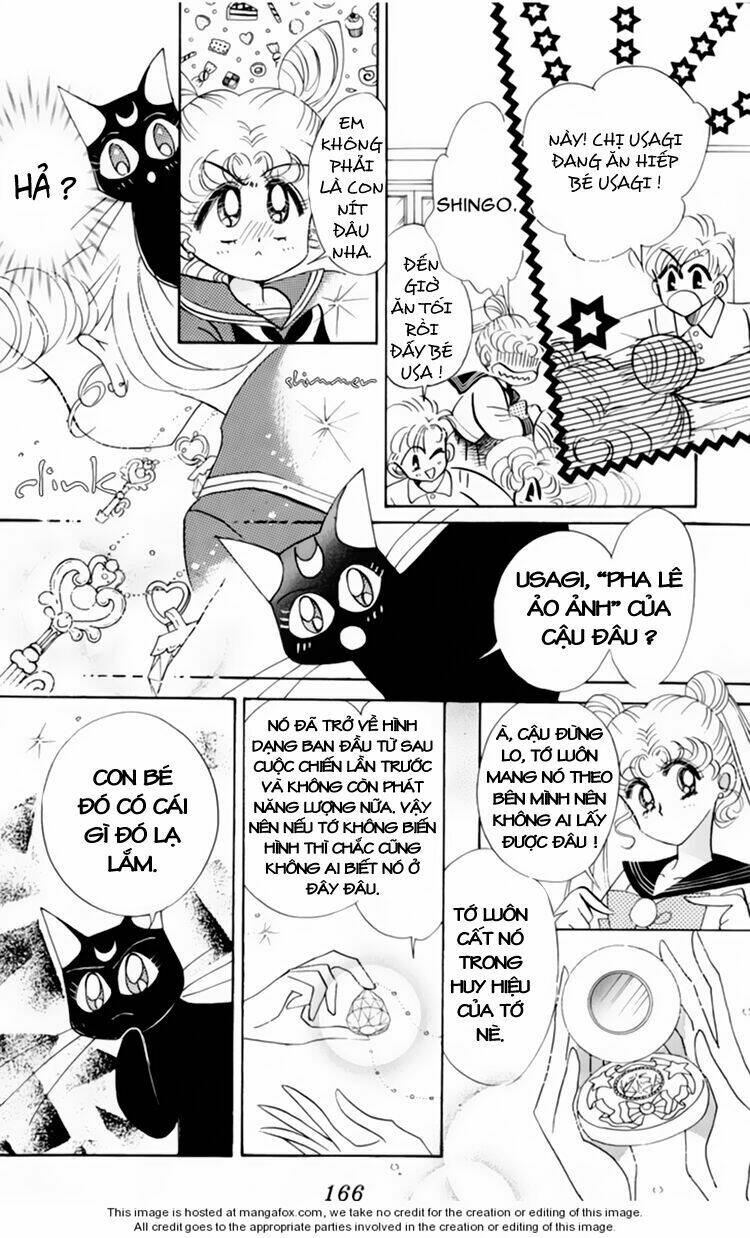 NÀY! CHỊ USAGI
ĐANG ĂN HIẾP
BÉ USAGI !
SHINGO.
ĐẾN
GIỜ
ĂN TỐI
RỒI
ĐẤY BÉ
USA !
EM
KHÔNG
PHẢI
LÀ CON
NÍT
ĐÂU
NHA.
HẢ ?
shimmer
clink
USAGI, “PHA LÊ
ẢO ẢNH” CỦA
CẬU ĐÂU ?
À, CẬU ĐỪNG
LO, TỚ LUÔN
MANG NÓ THEO
BÊN MÌNH NÊN
KHÔNG AI LẤY
ĐƯỢC ĐÂU !
TỚ LUÔN
CẤT NÓ
TRONG
HUY HIỆU
CỦA TỚ
NÈ.
NÓ ĐÃ TRỞ VỀ HÌNH
DẠNG BAN ĐẦU TỪ SAU
CUỘC CHIẾN LẦN TRƯỚC
VÀ KHÔNG CÒN PHÁT
NĂNG LƯỢNG NỮA. VẬY
NÊN NẾU TỚ KHÔNG BIẾN
HÌNH THÌ CHẮC CŨNG
KHÔNG AI BIẾT NÓ Ở
ĐÂY ĐÂU.
CON BÉ
ĐÓ CÓ CÁI
GÌ ĐÓ LẠ
LẮM.
166
This image is hosted at mangafox.com, we take no credit for the creation or editing of this image.
All credit goes to the appropriate parties involved in the creation or editing of this image.